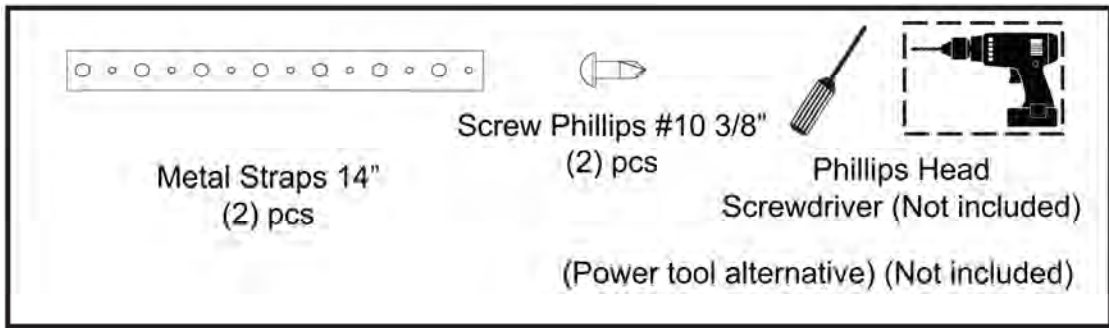 Metal Straps 14”
(2) pcs
Screw Phillips #10 3/8”
(2) pcs
Phillips Head
Screwdriver (Not included)
(Power tool alternative) (Not included)